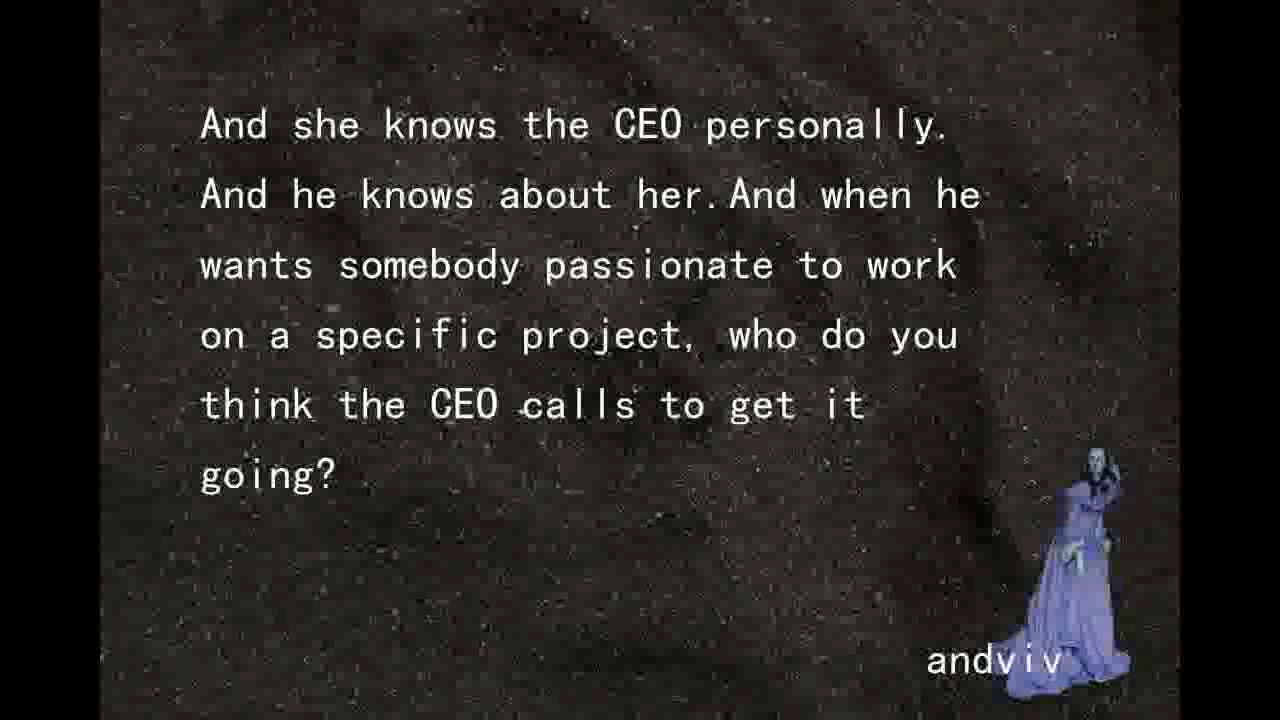 And she knows the CEO personally.
And he knows about her.And when he
wants somebody passionate to work
on a specific project, who do you
think the CEO calls to get it
going?
andviv